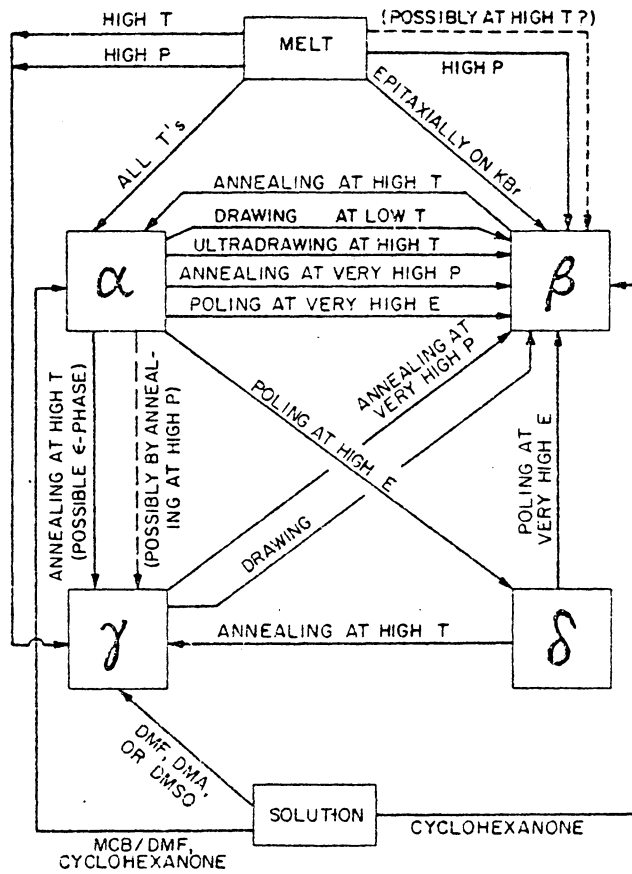 HIGH T
HIGH P
MELT
(POSSIBLY AT HIGH T?)
HIGH P
EPITAXIALLY ON KBr
ALL T's
ANNEALING AT HIGH T
DRAWING AT LOW T
ULTRADRAWING AT HIGH T
ANNEALING AT VERY HIGH P
POLING AT VERY HIGH E
α
β
ANNEALING AT HIGH T
(POSSIBLE ϵ-PHASE)
(POSSIBLY BY ANNEAL-
ING AT HIGH P)
POLING AT HIGH E
ANNEALING AT
VERY HIGH P
DRAWING
POLING AT
VERY HIGH E
γ
ANNEALING AT HIGH T
δ
DMF, DMA,
OR DMSO
SOLUTION
MCB/DMF,
CYCLOHEXANONE
CYCLOHEXANONE